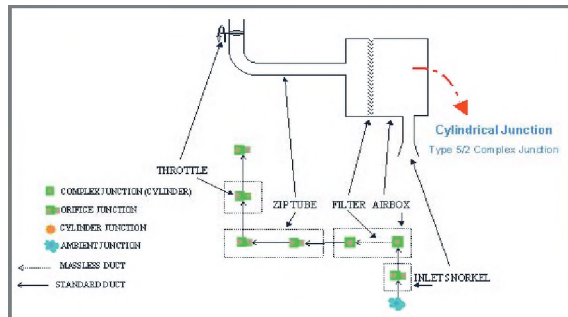 Cylindrical Junction
Type 5/2 Complex Junction
THROTTLE
ZIP TUBE
FILTER
AIRBOX
COMPLEX JUNCTION (CYLINDER)
ORIFICE JUNCTION
CYLINDER JUNCTION
AMBIENT JUNCTION
MASSLESS DUCT
STANDARD DUCT
INLET SNORKEL